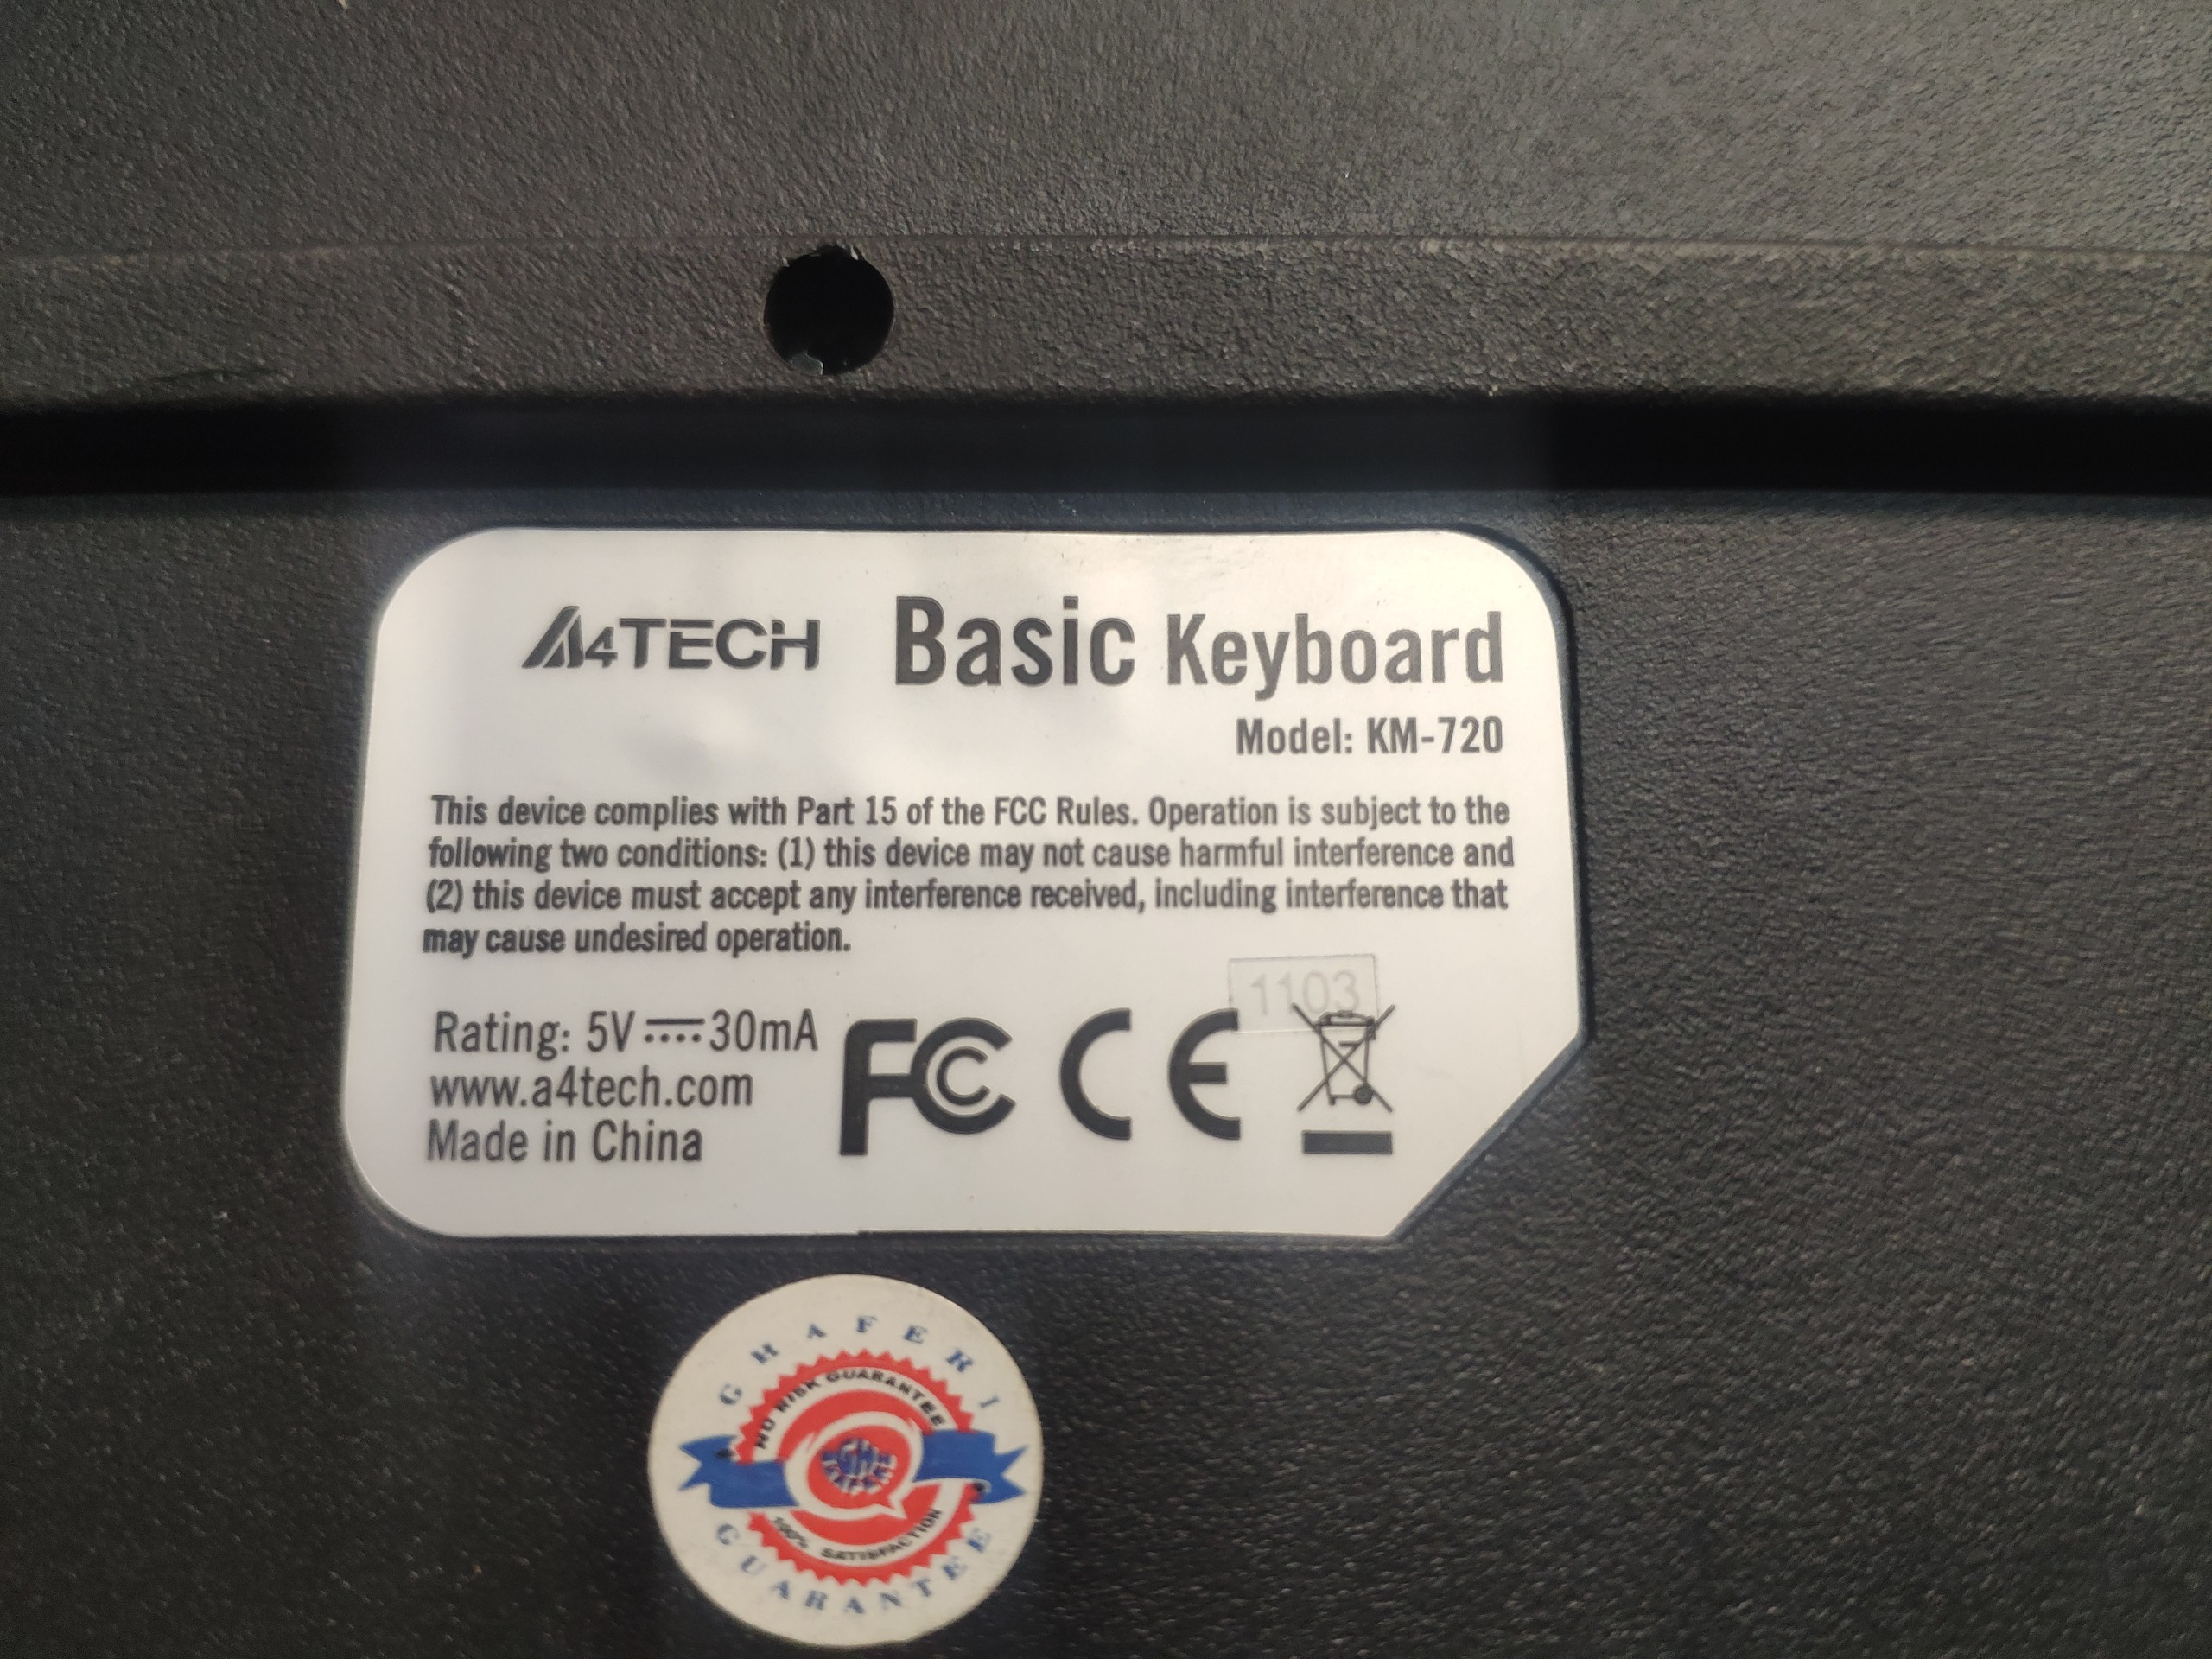 A4TECH Basic Keyboard
Model: KM-720
This device complies with Part 15 of the FCC Rules. Operation is subject to the
following two conditions: (1) this device may not cause harmful interference and
(2) this device must accept any interference received, including interference that
may cause undesired operation.
1103
Rating: 5V⎓30mA
www.a4tech.com
Made in China
FC CE
GHAFERI
NO RISK GUARANTEE
100% SATISFACTION
GUARANTEE